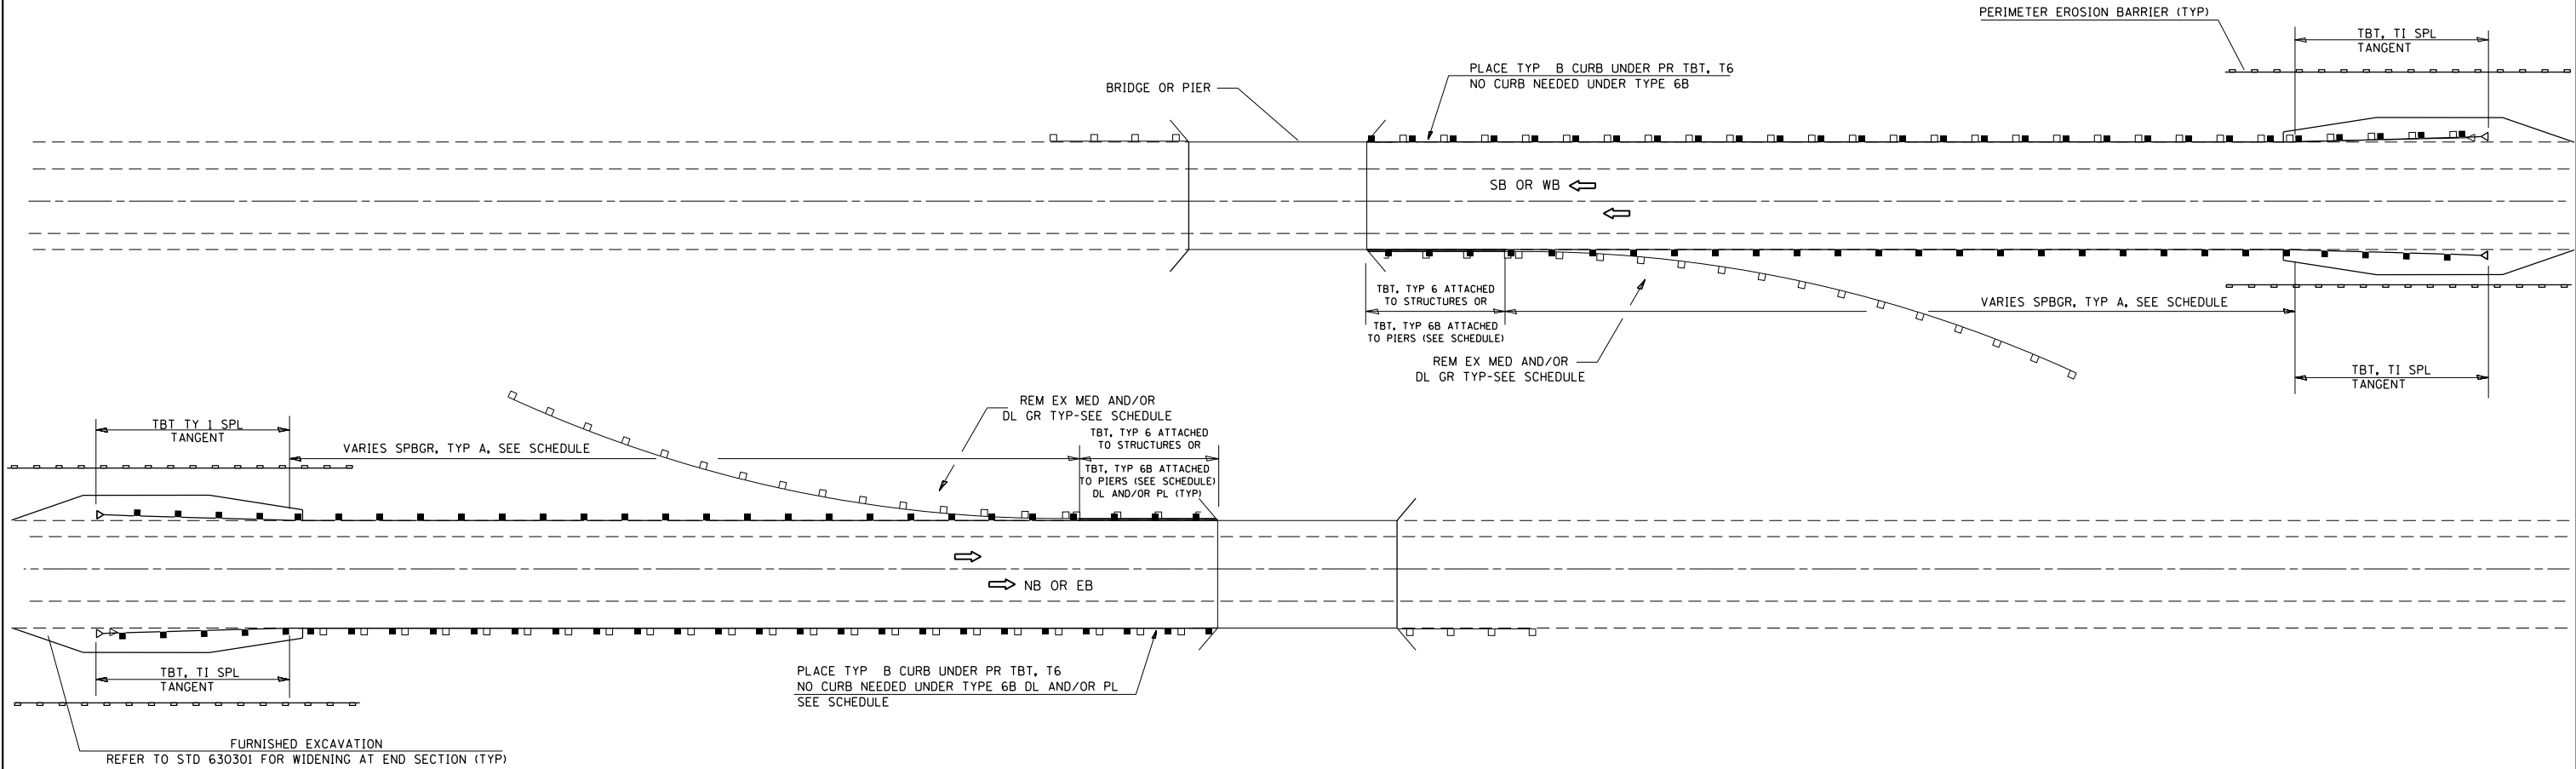 PERIMETER EROSION BARRIER (TYP)
TBT, TI SPL
TANGENT
PLACE TYP B CURB UNDER PR TBT, T6
NO CURB NEEDED UNDER TYPE 6B
BRIDGE OR PIER
SB OR WB
TBT, TYP 6 ATTACHED
TO STRUCTURES OR
TBT, TYP 6B ATTACHED
TO PIERS (SEE SCHEDULE)
VARIES SPBGR, TYP A, SEE SCHEDULE
REM EX MED AND/OR
DL GR TYP-SEE SCHEDULE
TBT, TI SPL
TANGENT
TBT TY 1 SPL
TANGENT
VARIES SPBGR, TYP A, SEE SCHEDULE
REM EX MED AND/OR
DL GR TYP-SEE SCHEDULE
TBT, TYP 6 ATTACHED
TO STRUCTURES OR
TBT, TYP 6B ATTACHED
TO PIERS (SEE SCHEDULE)
DL AND/OR PL (TYP)
NB OR EB
TBT, TI SPL
TANGENT
PLACE TYP B CURB UNDER PR TBT, T6
NO CURB NEEDED UNDER TYPE 6B DL AND/OR PL
SEE SCHEDULE
FURNISHED EXCAVATION
REFER TO STD 630301 FOR WIDENING AT END SECTION (TYP)